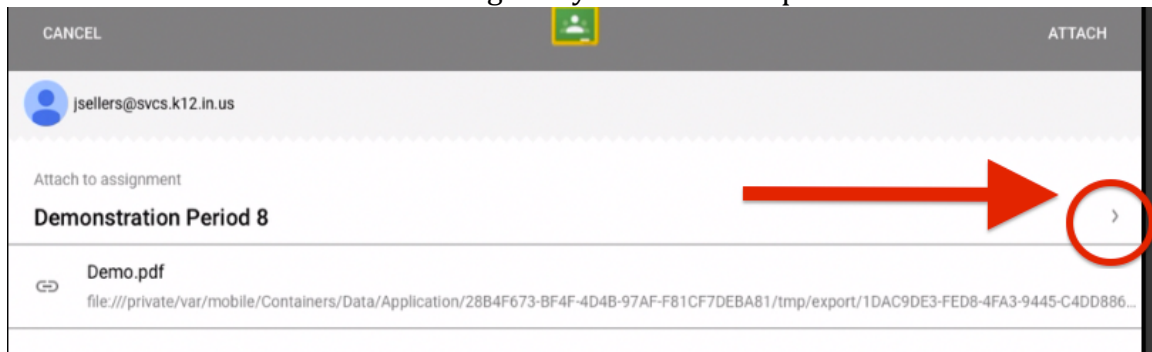 CANCEL ATTACH
jsellers@svcs.k12.in.us
Attach to assignment
Demonstration Period 8
Demo.pdf
file:///private/var/mobile/Containers/Data/Application/28B4F673-BF4F-4D4B-97AF-F81CF7DEBA81/tmp/export/1DAC9DE3-FED8-4FA3-9445-C4DD886...